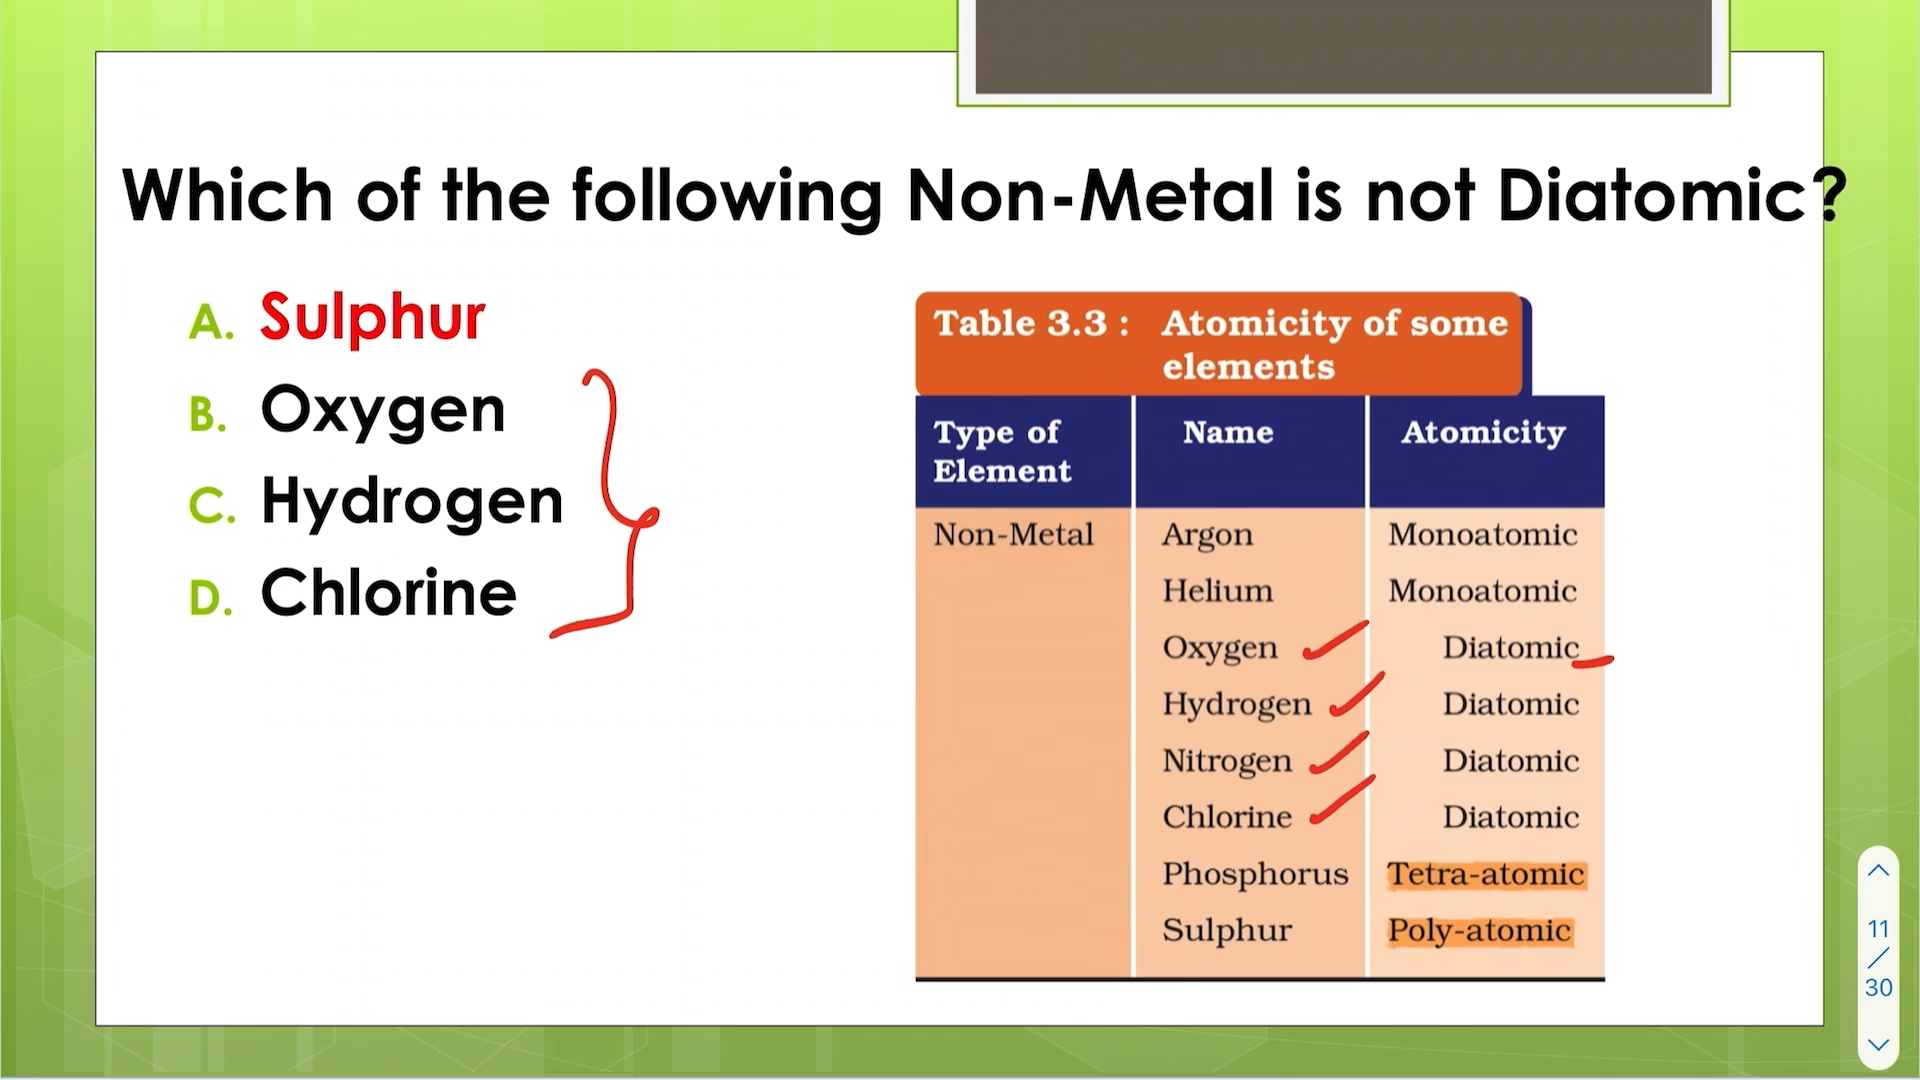 Which of the following Non-Metal is not Diatomic?
A. Sulphur
B. Oxygen
C. Hydrogen
D. Chlorine
Table 3.3 : Atomicity of some
elements
Type of
Element
Name
Atomicity
Non-Metal Argon Monoatomic
Helium Monoatomic
Oxygen Diatomic
Hydrogen Diatomic
Nitrogen Diatomic
Chlorine Diatomic
Phosphorus Tetra-atomic
Sulphur Poly-atomic
11
/
30